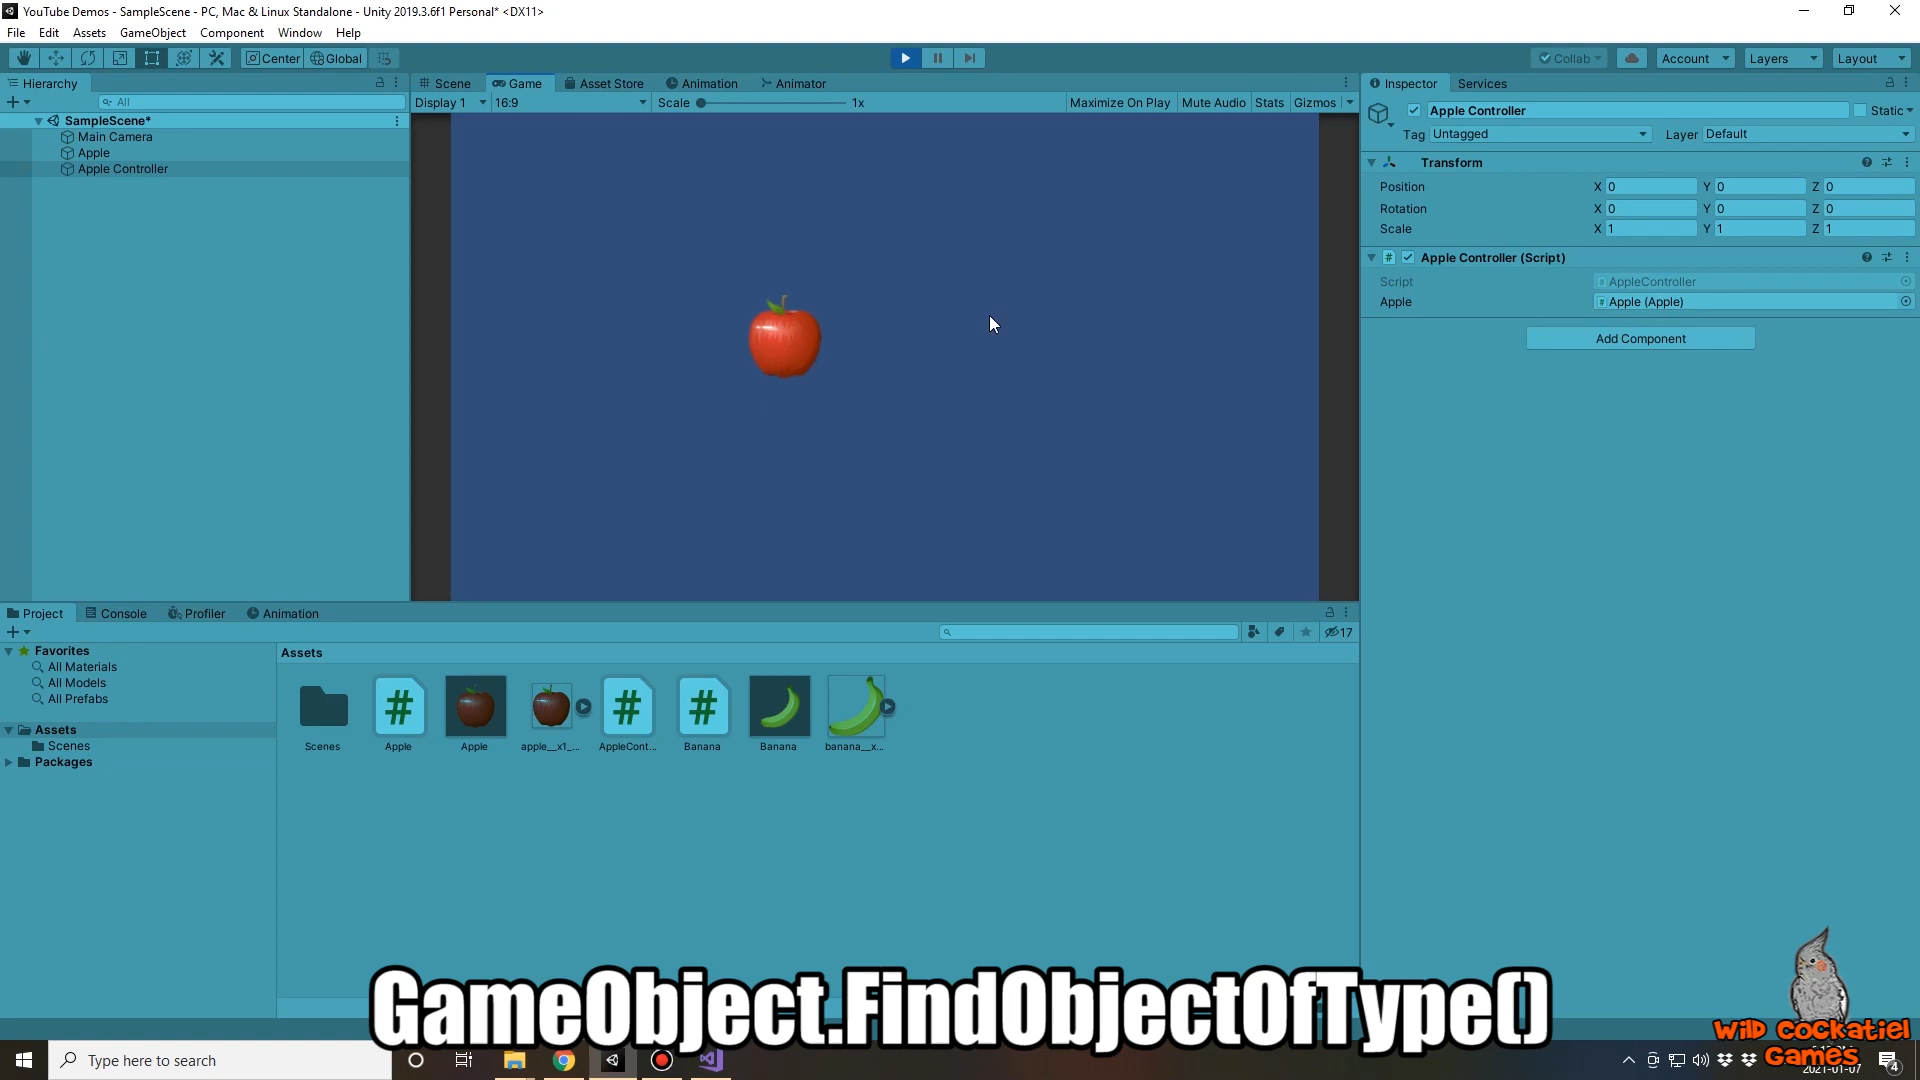 YouTube Demos - SampleScene - PC, Mac & Linux Standalone - Unity 2019.3.6f1 Personal* <DX11>
File Edit Assets GameObject Component Window Help
Center Global
Collab Account Layers Layout
Hierarchy
All
SampleScene*
Main Camera
Apple
Apple Controller
Scene Game Asset Store Animation Animator
Display 1 16:9 Scale 1x Maximize On Play Mute Audio Stats Gizmos
Inspector Services
Apple Controller Static
Tag Untagged Layer Default
Transform
Position X 0 Y 0 Z 0
Rotation X 0 Y 0 Z 0
Scale X 1 Y 1 Z 1
# Apple Controller (Script)
Script AppleController
Apple Apple (Apple)
Add Component
Project Console Profiler Animation
17
Favorites
All Materials
All Models
All Prefabs
Assets
Scenes
Packages
Assets
# # #
Scenes Apple Apple apple__x1_... AppleCont... Banana Banana banana__x...
GameObject.FindObjectOfType()
Wild Cockatiel
Games
Type here to search
2021-01-07
4